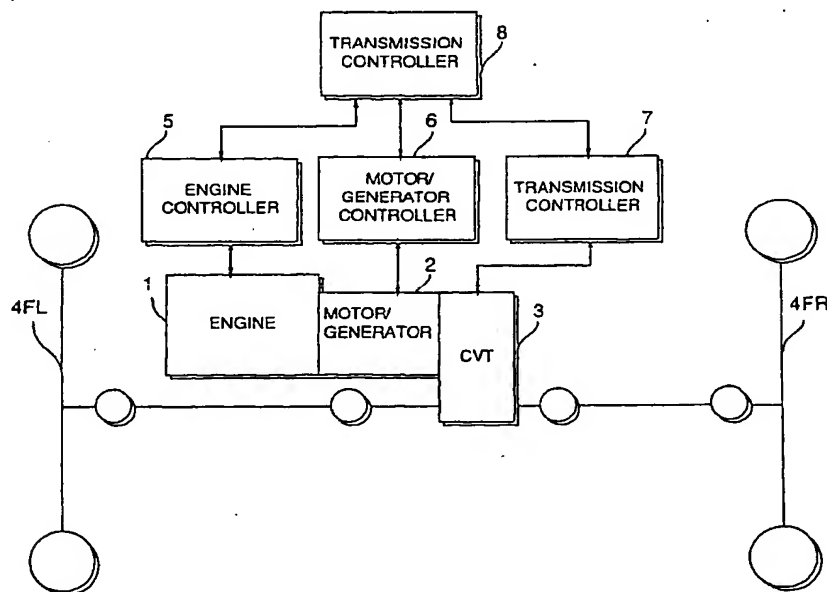 TRANSMISSION
CONTROLLER
8
5
ENGINE
CONTROLLER
6
MOTOR/
GENERATOR
CONTROLLER
7
TRANSMISSION
CONTROLLER
1
ENGINE
2
MOTOR/
GENERATOR
CVT
3
4FL
4FR